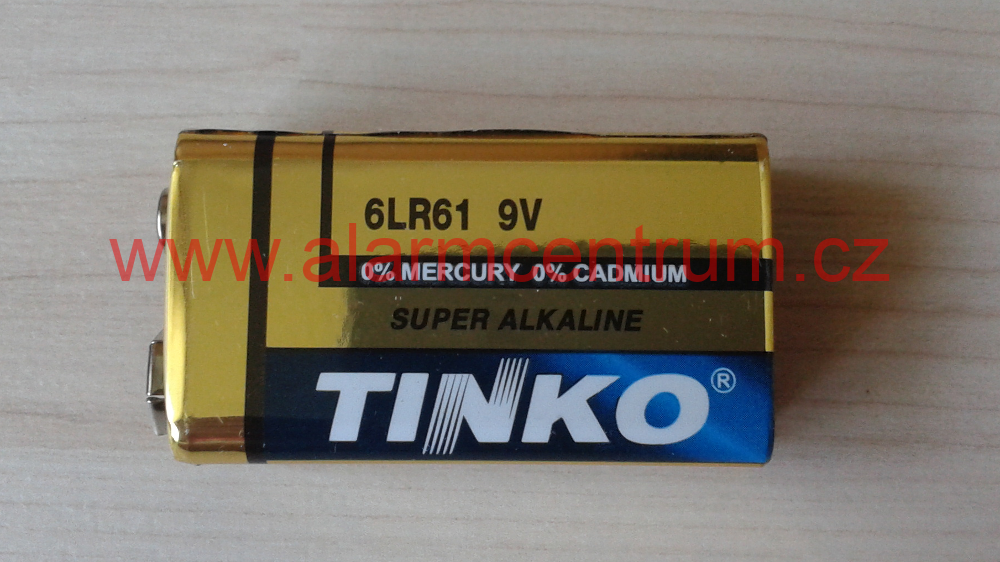 6LR61 9V
www.alarmcentrum.cz
0% MERCURY 0% CADMIUM
SUPER ALKALINE
TINKO®